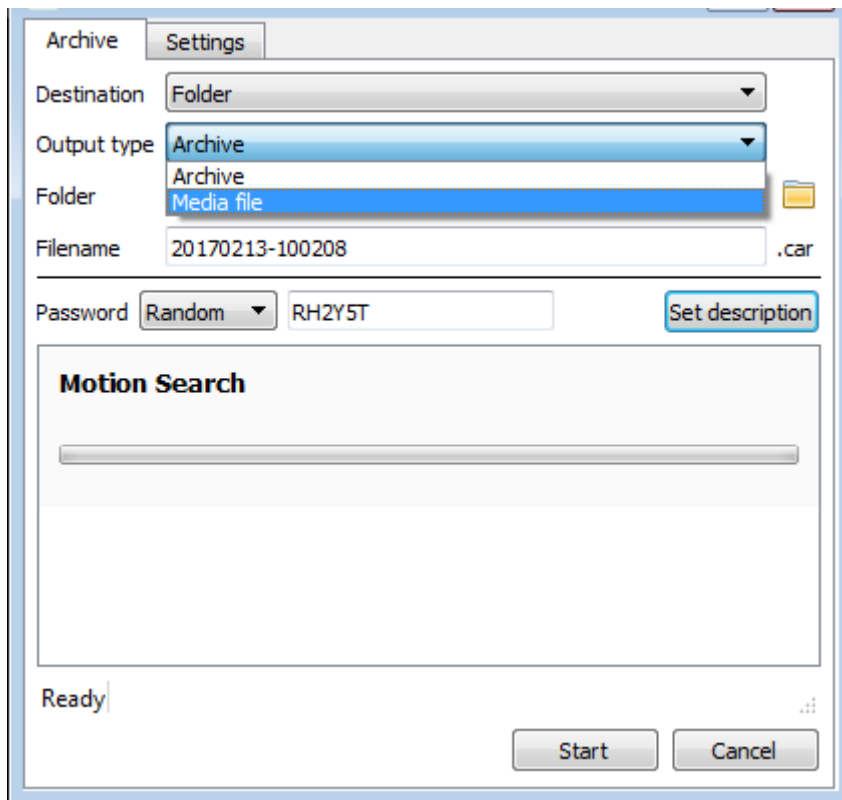 Archive Settings
Destination Folder
Output type Archive
Archive
Folder Media file
Filename 20170213-100208 .car
Password Random RH2Y5T Set description
Motion Search
Ready
Start Cancel